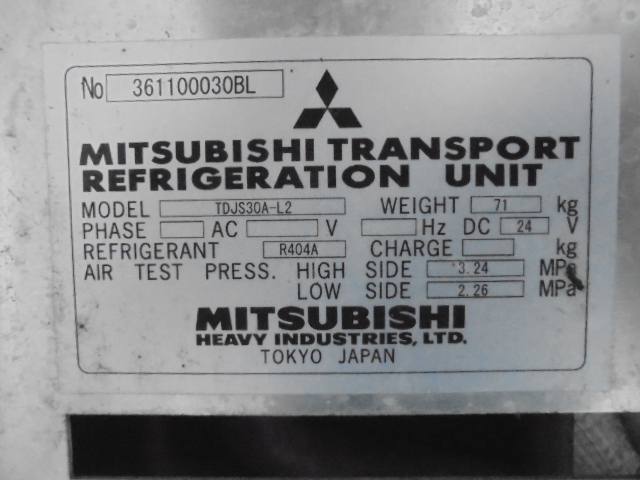 No 361100030BL
MITSUBISHI TRANSPORT
REFRIGERATION UNIT
MODEL TDJS30A-L2 WEIGHT 71 kg
PHASE AC V Hz DC 24 V
REFRIGERANT R404A CHARGE kg
AIR TEST PRESS. HIGH SIDE 3.24 MPa
LOW SIDE 2.26 MPa
MITSUBISHI
HEAVY INDUSTRIES, LTD.
TOKYO JAPAN